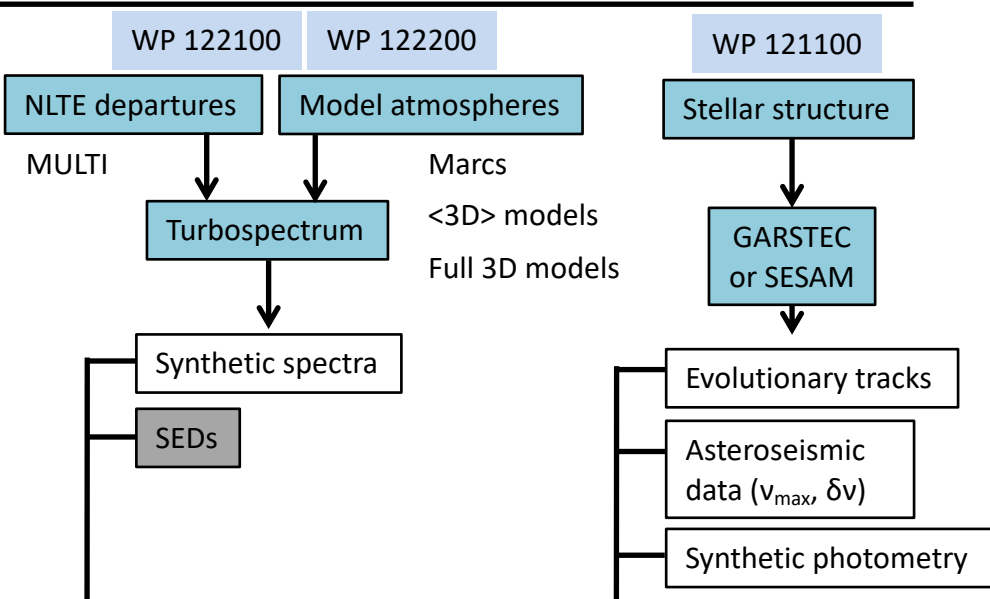 WP 122100
WP 122200
WP 121100
NLTE departures
Model atmospheres
Stellar structure
MULTI
Marcs
<3D> models
Full 3D models
Turbospectrum
GARSTEC
or SESAM
Synthetic spectra
SEDs
Evolutionary tracks
Asteroseismic
data (νmax, δν)
Synthetic photometry